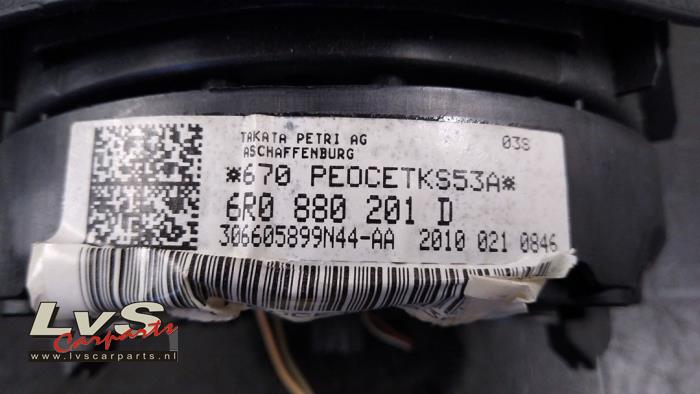 TAKATA PETRI AG
ASCHAFFENBURG
03S
*670 PEOCETKS53A*
6R0 880 201 D
306605899N44-AA 2010 021 0846
LvS
Carparts
www.lvscarparts.nl